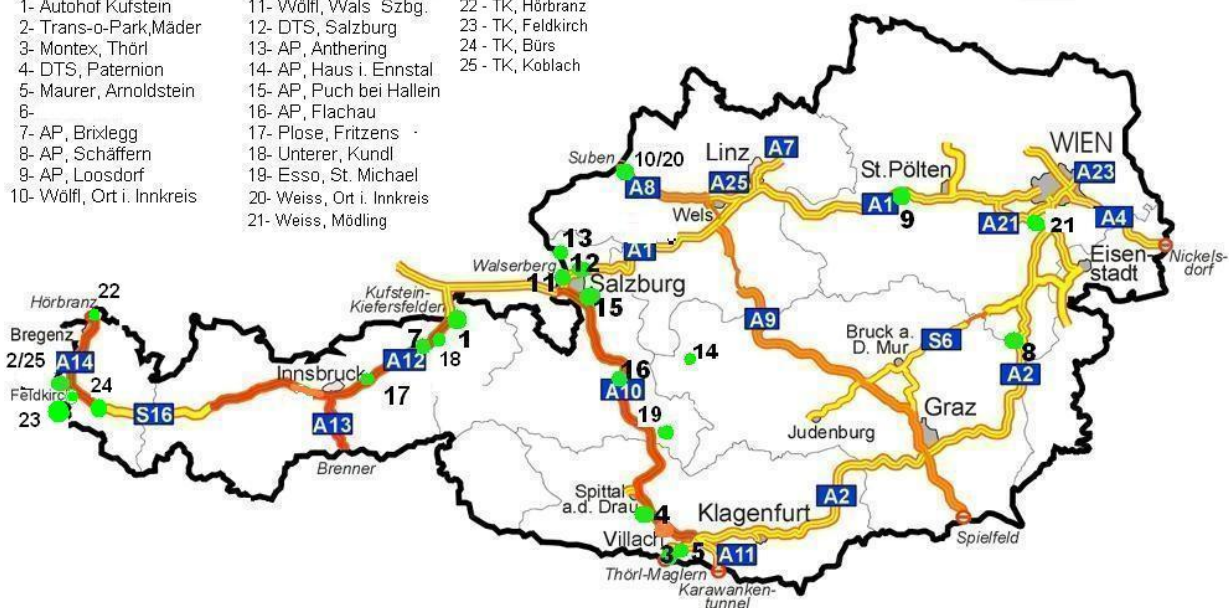 1- Autohof Kufstein
2- Trans-o-Park,Mäder
3- Montex, Thörl
4- DTS, Paternion
5- Maurer, Arnoldstein
6-
7- AP, Brixlegg
8- AP, Schäffern
9- AP, Loosdorf
10- Wölfl, Ort i. Innkreis
11- Wölfl, Wals Szbg.
12- DTS, Salzburg
13- AP, Anthering
14- AP, Haus i. Ennstal
15- AP, Puch bei Hallein
16- AP, Flachau
17- Plose, Fritzens
18- Unterer, Kundl
19- Esso, St. Michael
20- Weiss, Ort i. Innkreis
21- Weiss, Mödling
22 - TK, Hörbranz
23 - TK, Feldkirch
24 - TK, Bürs
25 - TK, Koblach
Suben
10/20
A8
Linz
A7
A25
Wels
St.Pölten
A1
9
WIEN
A23
A21
21
A4
Eisen-
stadt
Nickels-
dorf
13
Walserberg
12
11
Salzburg
15
A1
Kufstein-
Kiefersfelden
1
7
18
A12
Hörbranz
22
Bregenz
2/25
A14
Feldkirch
24
23
S16
Innsbruck
17
A13
Brenner
A9
14
16
A10
19
Bruck a.
D. Mur
S6
8
A2
Judenburg
Graz
Spittal
a.d. Drau
4
Klagenfurt
A2
Villach
3
5
A11
Thörl-Maglern
Karawanken-
tunnel
Spielfeld